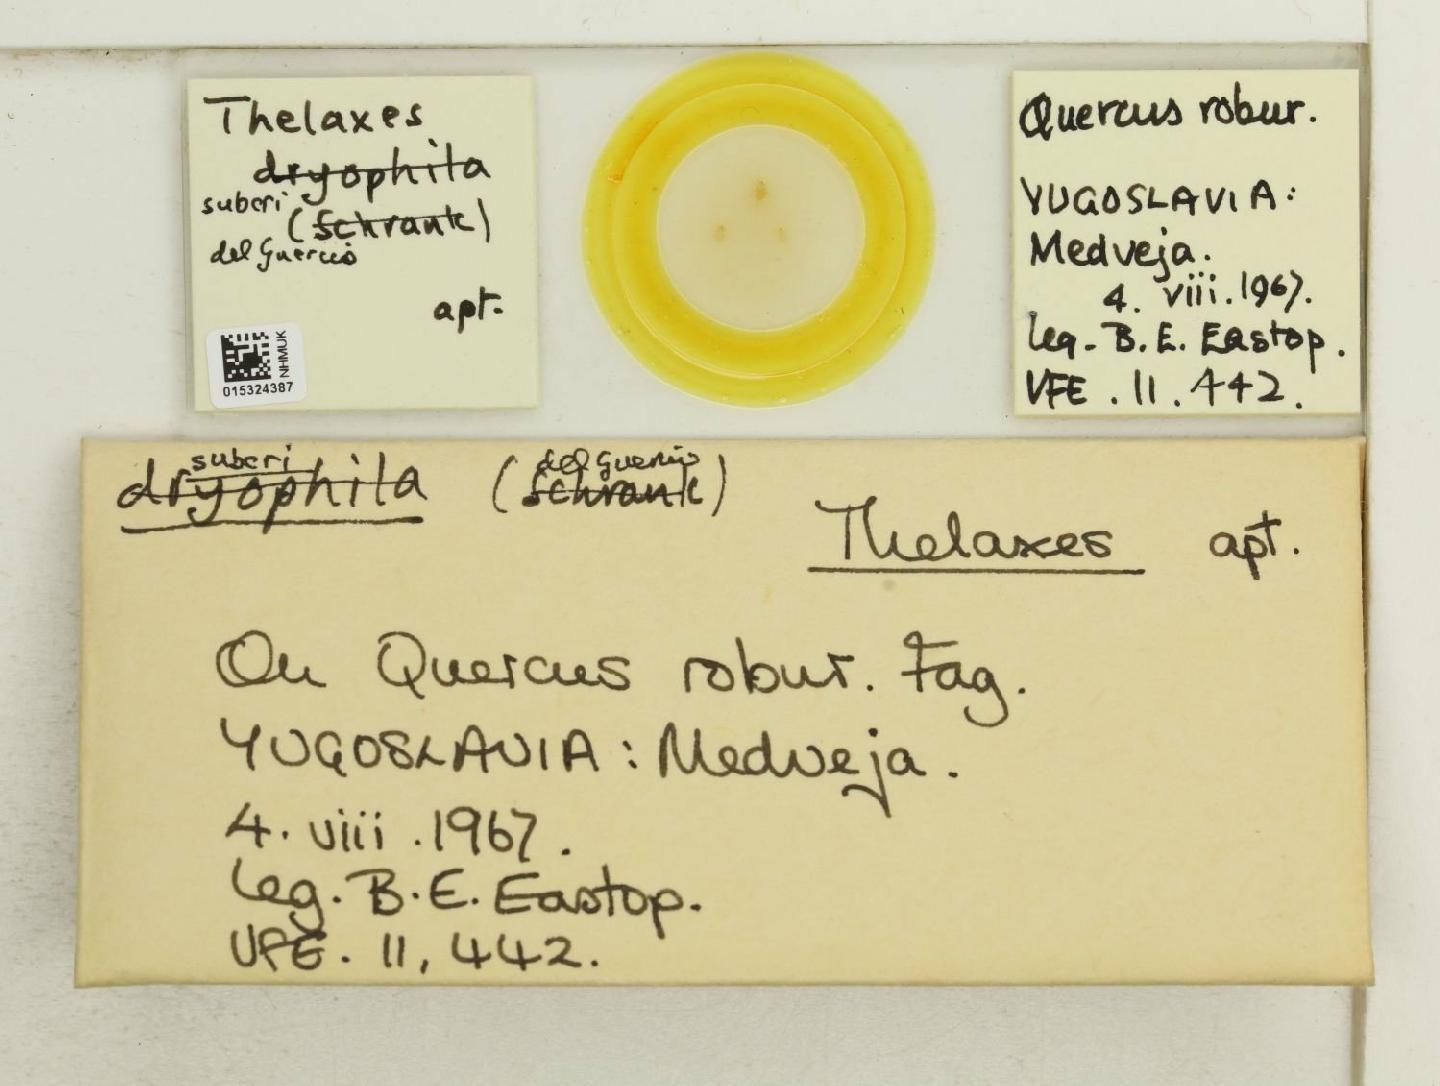 Thelaxes
dryophila
suberi
(Schrank)
del Guercio
apt.
NHMUK
015324387
Quercus robur.
YUGOSLAVIA:
Medveja.
4. viii. 1967.
leg. B. E. Eastop.
VFE. 11. 442.
suberi
dryophila
del Guercio
(Schrank)
Thelaxes apt.
On Quercus robur. Fag.
YUGOSLAVIA: Medveja.
4. viii. 1967.
leg. B. E. Eastop.
VFE. 11, 442.